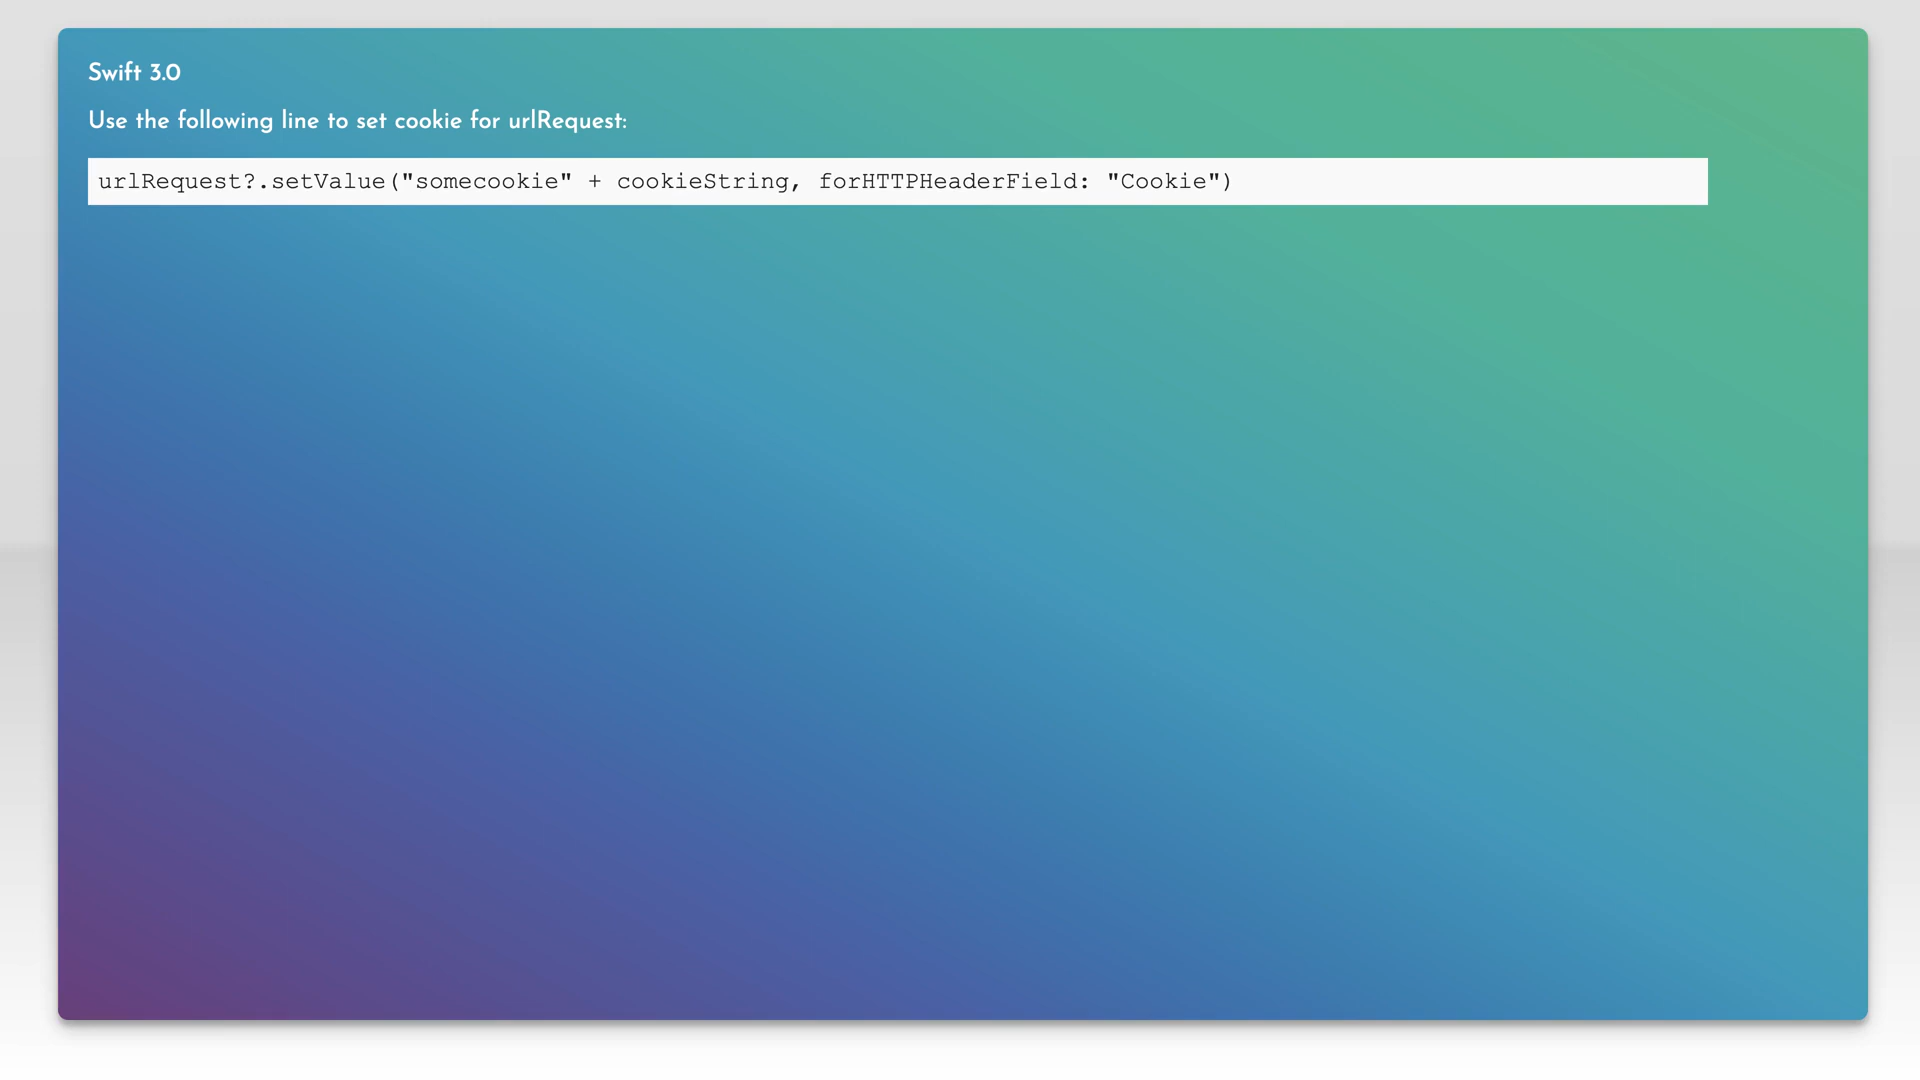 Swift 3.0
Use the following line to set cookie for urlRequest:
urlRequest?.setValue("somecookie" + cookieString, forHTTPHeaderField: "Cookie")